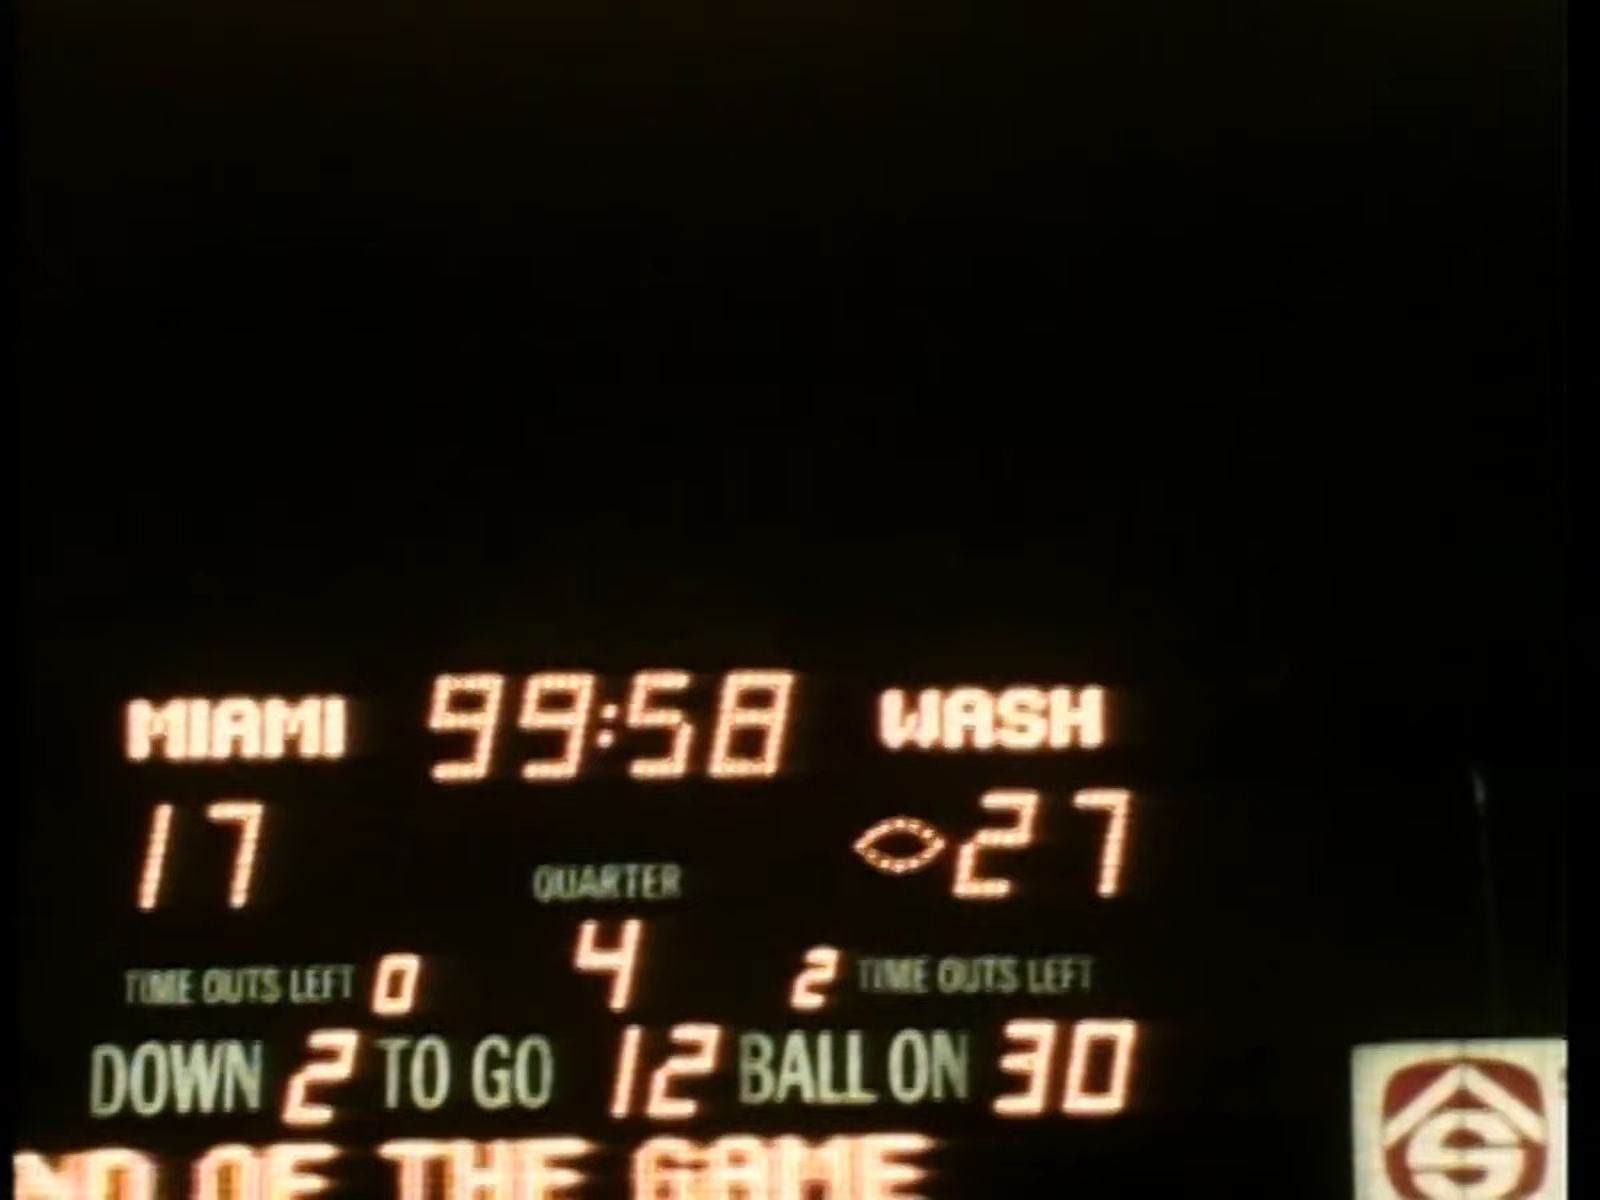 MIAMI 99:58 WASH
17 27
QUARTER
4
TIME OUTS LEFT 0 2 TIME OUTS LEFT
DOWN 2 TO GO 12 BALL ON 30
ND OF THE GAME